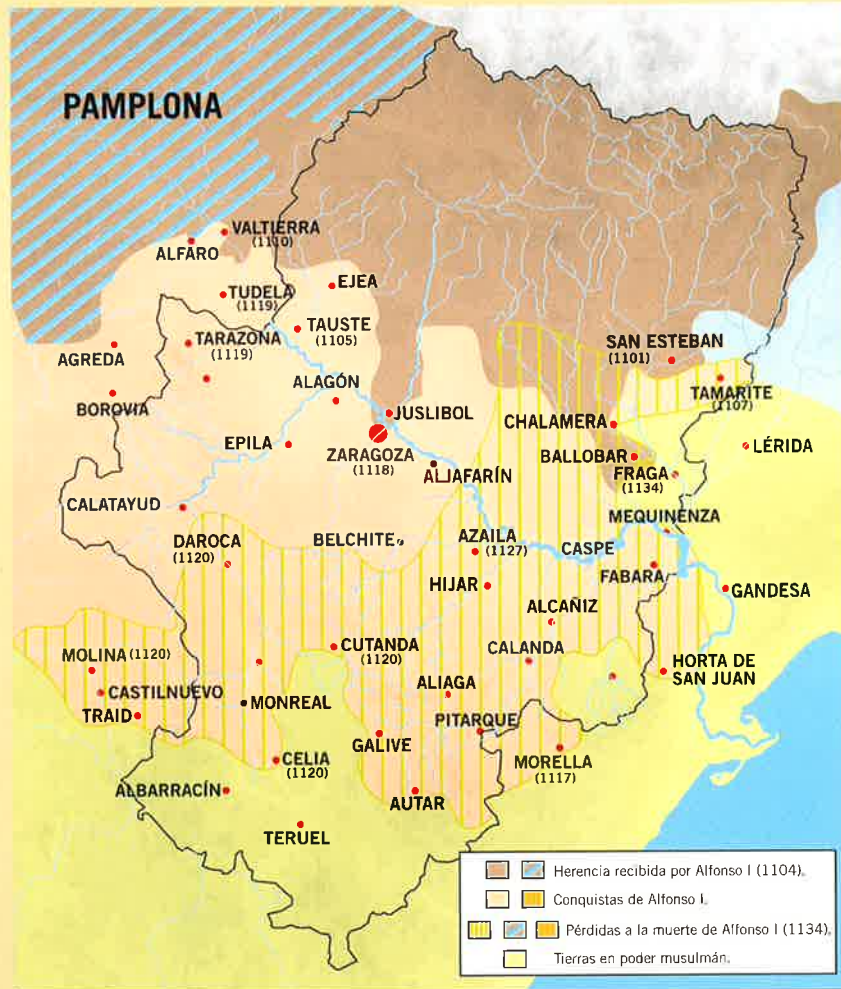 PAMPLONA
VALTIERRA
(1110)
ALFARO
EJEA
TUDELA
(1119)
TAUSTE
(1105)
TARAZONA
(1119)
AGREDA
SAN ESTEBAN
(1101)
TAMARITE
(1107)
ALAGÓN
BOROVIA
JUSLIBOL
CHALAMERA
EPILA
ZARAGOZA
(1118)
LÉRIDA
BALLOBAR
FRAGA
(1134)
ALJAFARÍN
CALATAYUD
MEQUINENZA
DAROCA
(1120)
BELCHITE
AZAILA
(1127)
CASPE
FABARA
HIJAR
GANDESA
ALCAÑIZ
CUTANDA
(1120)
CALANDA
MOLINA (1120)
HORTA DE
SAN JUAN
CASTILNUEVO
ALIAGA
MONREAL
TRAID
PITARQUE
GALIVE
CELIA
(1120)
MORELLA
(1117)
ALBARRACÍN
AUTAR
TERUEL
Herencia recibida por Alfonso I (1104).
Conquistas de Alfonso I.
Pérdidas a la muerte de Alfonso I (1134).
Tierras en poder musulmán.